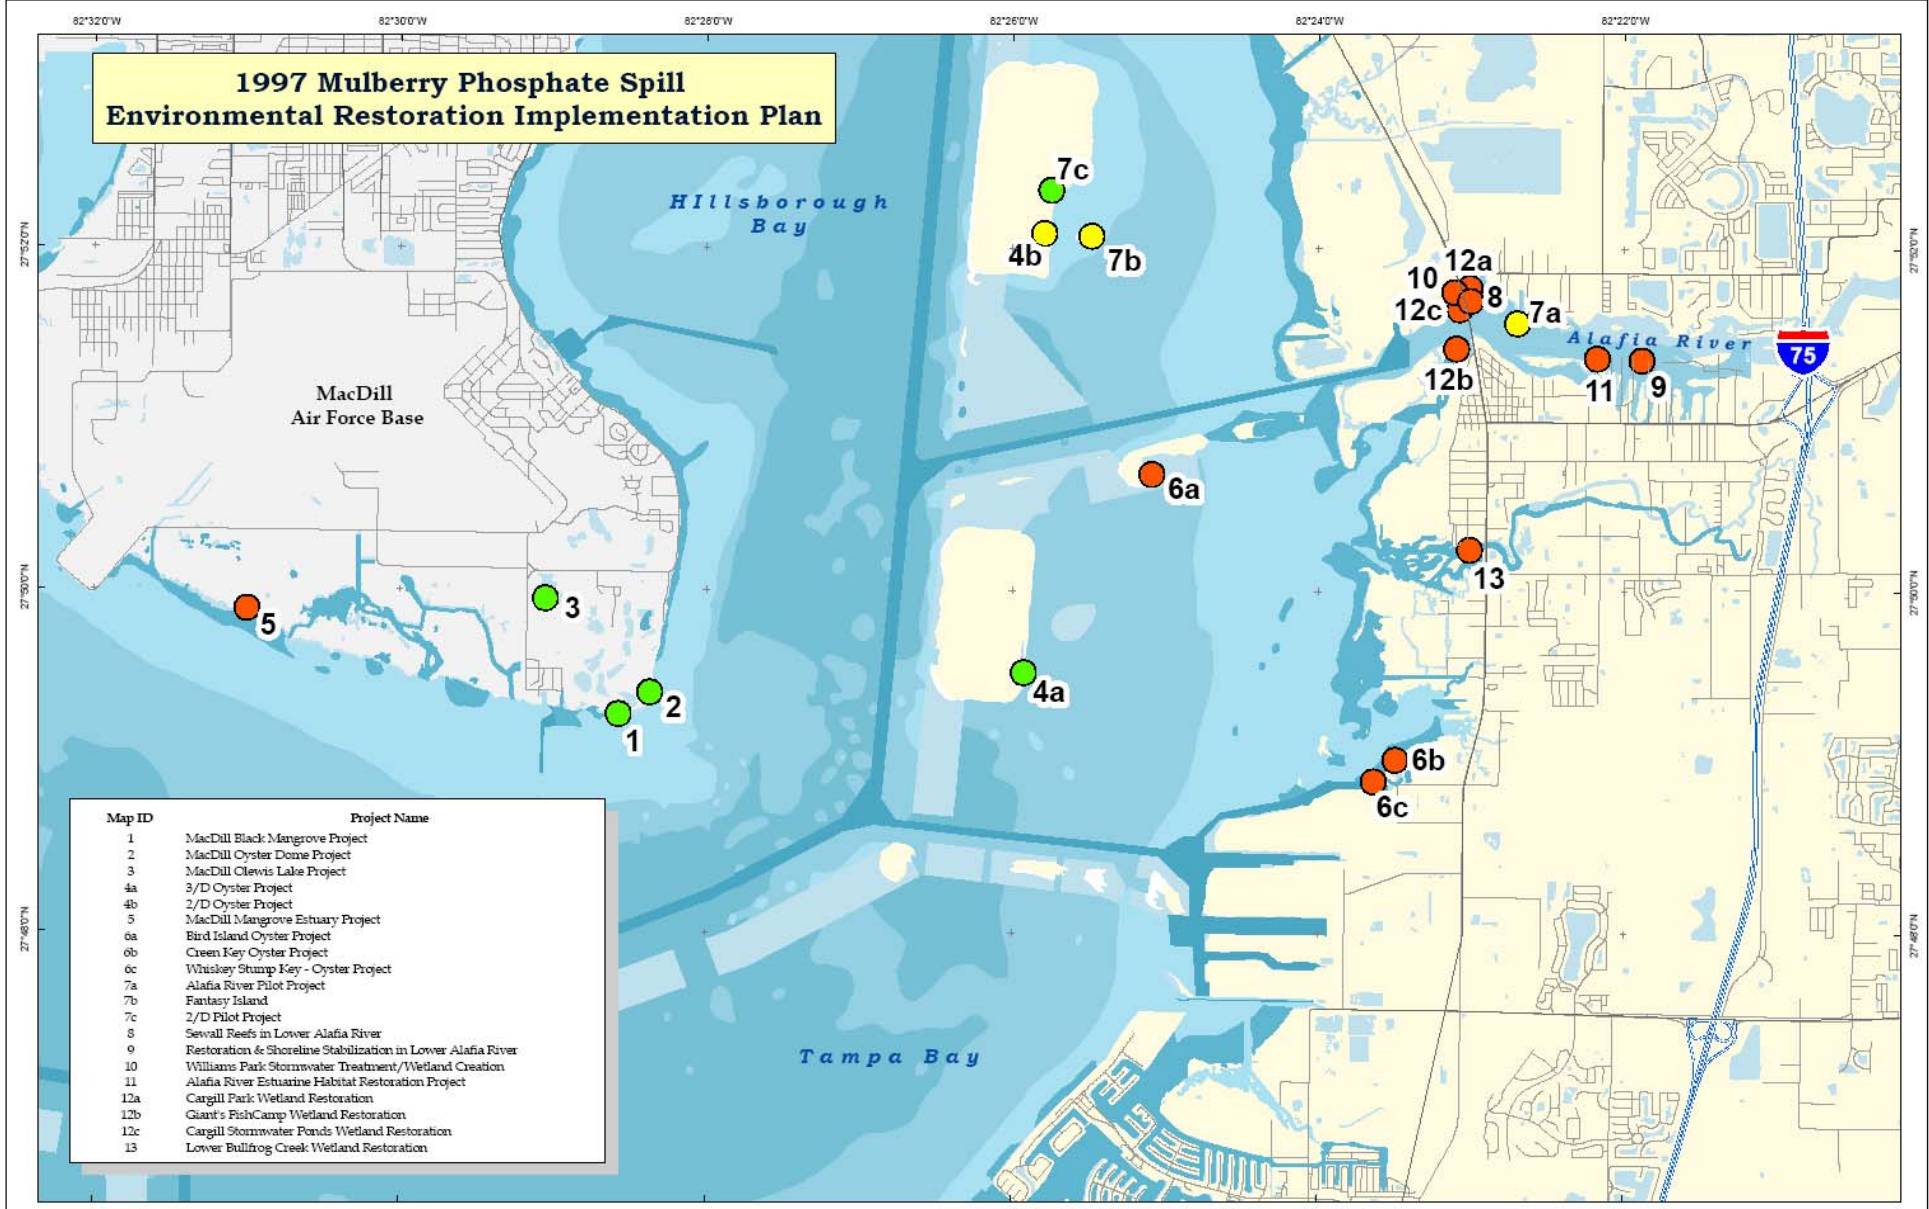 82°32'0"W 82°30'0"W 82°28'0"W 82°26'0"W 82°24'0"W 82°22'0"W
1997 Mulberry Phosphate Spill
Environmental Restoration Implementation Plan
HIllsborough
Bay
7c
4b
7b
27°52'0"N
27°52'0"N
12a
10
8
12c
7a
Alafia River
75
12b
11
9
MacDill
Air Force Base
6a
13
27°50'0"N
27°50'0"N
5
3
4a
2
1
6b
6c
27°48'0"N
27°48'0"N
Tampa Bay
Map ID Project Name
1 MacDill Black Mangrove Project
2 MacDill Oyster Dome Project
3 MacDill Olewis Lake Project
4a 3/D Oyster Project
4b 2/D Oyster Project
5 MacDill Mangrove Estuary Project
6a Bird Island Oyster Project
6b Green Key Oyster Project
6c Whiskey Stump Key - Oyster Project
7a Alafia River Pilot Project
7b Fantasy Island
7c 2/D Pilot Project
8 Sewall Reefs in Lower Alafia River
9 Restoration & Shoreline Stabilization in Lower Alafia River
10 Williams Park Stormwater Treatment/Wetland Creation
11 Alafia River Estuarine Habitat Restoration Project
12a Cargill Park Wetland Restoration
12b Giant's FishCamp Wetland Restoration
12c Cargill Stormwater Ponds Wetland Restoration
13 Lower Bullfrog Creek Wetland Restoration